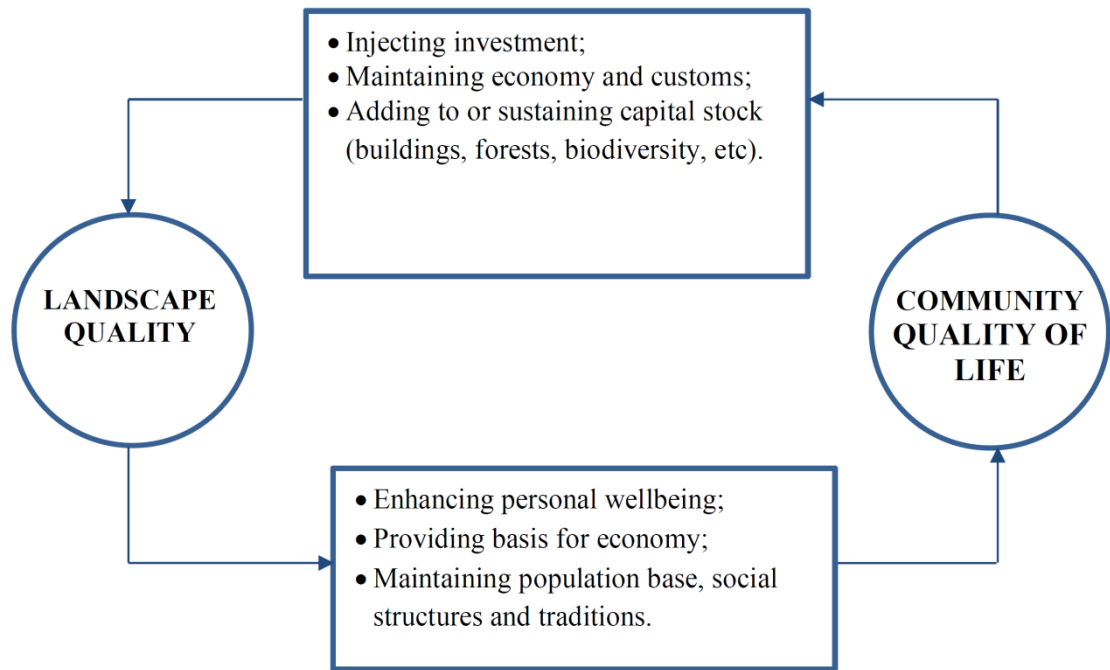 • Injecting investment;
• Maintaining economy and customs;
• Adding to or sustaining capital stock
(buildings, forests, biodiversity, etc).
LANDSCAPE
QUALITY
COMMUNITY
QUALITY OF
LIFE
• Enhancing personal wellbeing;
• Providing basis for economy;
• Maintaining population base, social
structures and traditions.